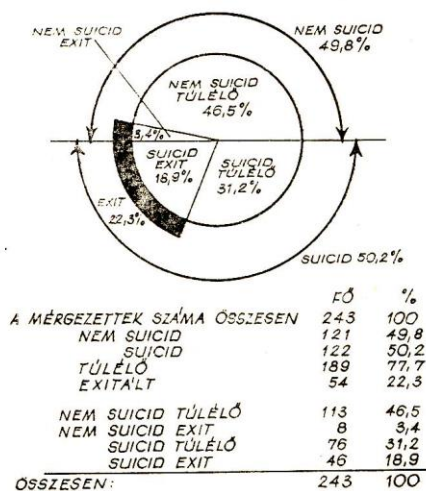 NEM SUICID
EXIT
NEM SUICID
49,8%
NEM SUICID
TÚLÉLŐ
46,5%
3,4%
SUICID
EXIT
18,9%
SUICID
TÚLÉLŐ
31,2%
EXIT
22,3%
SUICID 50,2%
FŐ %
A MÉRGEZETTEK SZÁMA ÖSSZESEN 243 100
NEM SUICID 121 49,8
SUICID 122 50,2
TÚLÉLŐ 189 77,7
EXITÁLT 54 22,3
NEM SUICID TÚLÉLŐ 113 46,5
NEM SUICID EXIT 8 3,4
SUICID TÚLÉLŐ 76 31,2
SUICID EXIT 46 18,9
ÖSSZESEN: 243 100